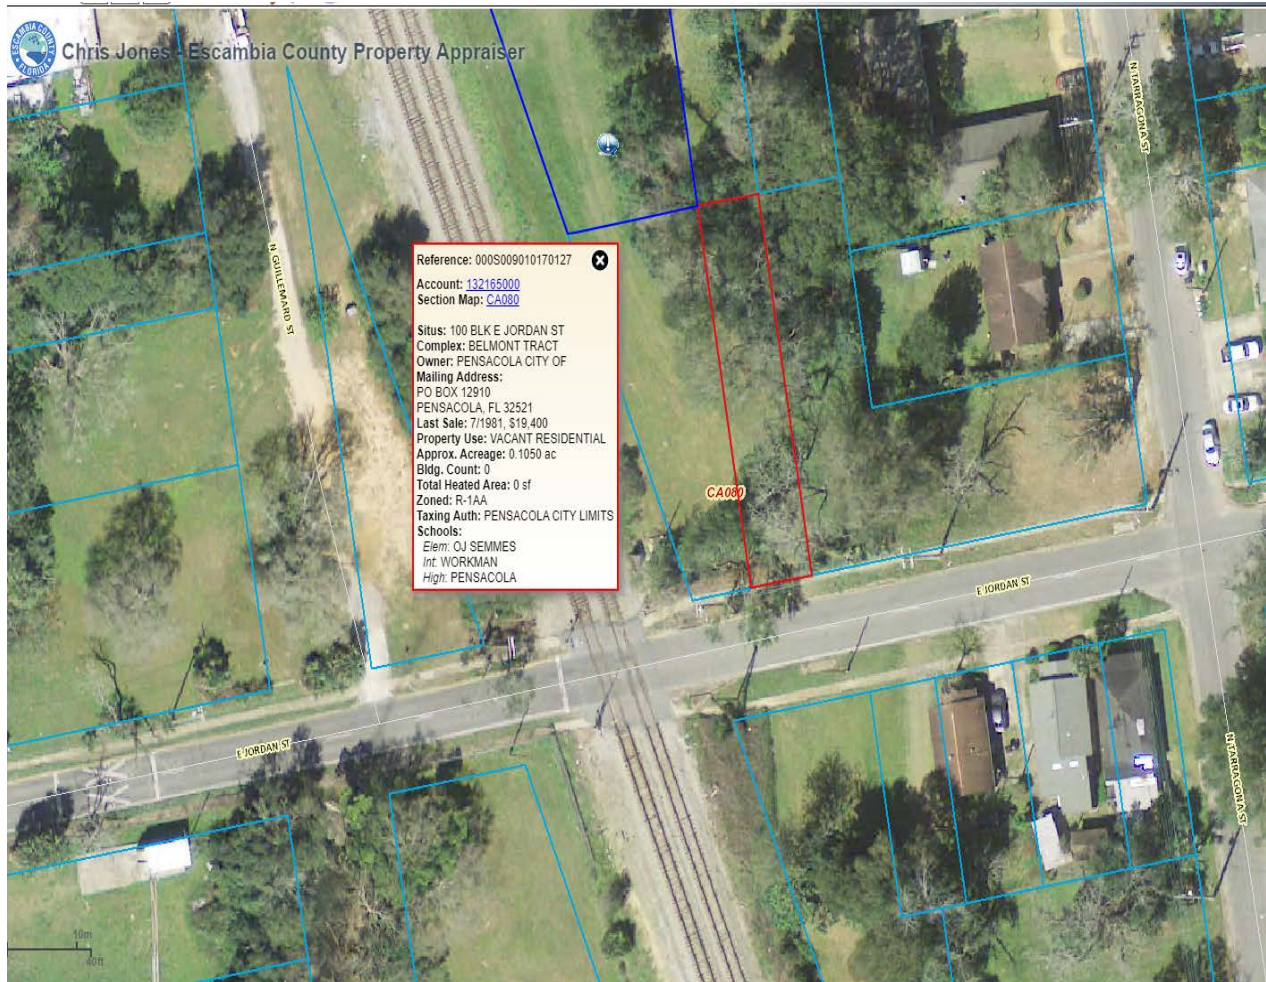 ESCAMBIA COUNTY
FLORIDA
Chris Jones - Escambia County Property Appraiser
N TARRAGONA ST
N GUILLEMARD ST
Reference: 000S009010170127
Account: 132165000
Section Map: CA080
Situs: 100 BLK E JORDAN ST
Complex: BELMONT TRACT
Owner: PENSACOLA CITY OF
Mailing Address:
PO BOX 12910
PENSACOLA, FL 32521
Last Sale: 7/1981, $19,400
Property Use: VACANT RESIDENTIAL
Approx. Acreage: 0.1050 ac
Bldg. Count: 0
Total Heated Area: 0 sf
Zoned: R-1AA
Taxing Auth: PENSACOLA CITY LIMITS
Schools:
Elem: OJ SEMMES
Int: WORKMAN
High: PENSACOLA
CA080
E JORDAN ST
E JORDAN ST
N TARRAGONA ST
10m
40ft